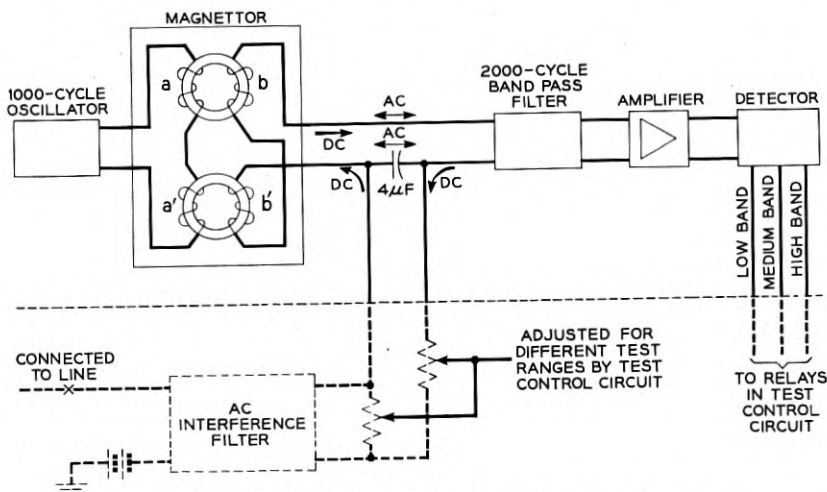 MAGNETTOR
1000-CYCLE
OSCILLATOR
a
b
a'
b'
AC
DC
AC
DC
4μF
DC
2000-CYCLE
BAND PASS
FILTER
AMPLIFIER
DETECTOR
LOW BAND
MEDIUM BAND
HIGH BAND
CONNECTED
TO LINE
AC
INTERFERENCE
FILTER
ADJUSTED FOR
DIFFERENT TEST
RANGES BY TEST
CONTROL CIRCUIT
TO RELAYS
IN TEST
CONTROL
CIRCUIT